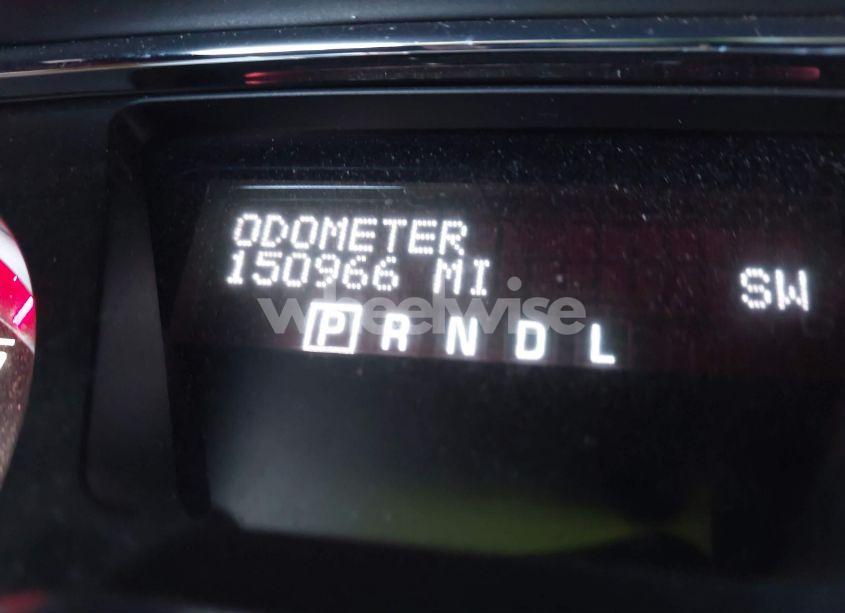 ODOMETER
150966 MI
SW
wheelwise
P R N D L